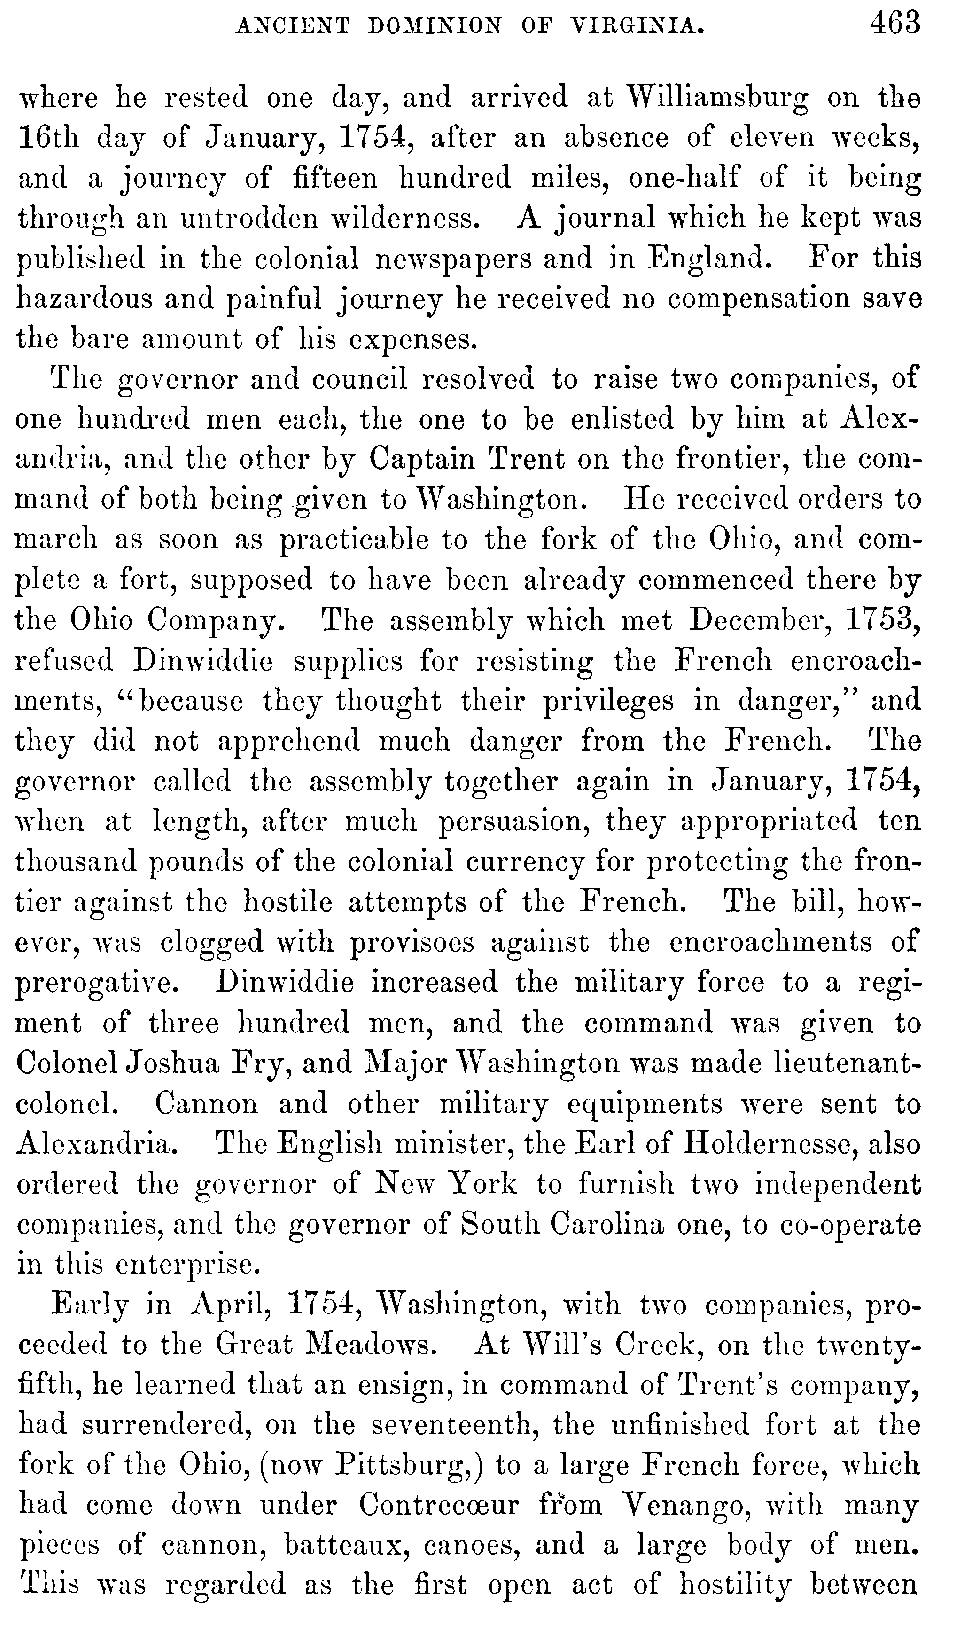 ANCIENT DOMINION OF VIRGINIA. 463
where he rested one day, and arrived at Williamsburg on the
16th day of January, 1754, after an absence of eleven weeks,
and a journey of fifteen hundred miles, one-half of it being
through an untrodden wilderness. A journal which he kept was
published in the colonial newspapers and in England. For this
hazardous and painful journey he received no compensation save
the bare amount of his expenses.
The governor and council resolved to raise two companies, of
one hundred men each, the one to be enlisted by him at Alex-
andria, and the other by Captain Trent on the frontier, the com-
mand of both being given to Washington. He received orders to
march as soon as practicable to the fork of the Ohio, and com-
plete a fort, supposed to have been already commenced there by
the Ohio Company. The assembly which met December, 1753,
refused Dinwiddie supplies for resisting the French encroach-
ments, “because they thought their privileges in danger,” and
they did not apprehend much danger from the French. The
governor called the assembly together again in January, 1754,
when at length, after much persuasion, they appropriated ten
thousand pounds of the colonial currency for protecting the fron-
tier against the hostile attempts of the French. The bill, how-
ever, was clogged with provisoes against the encroachments of
prerogative. Dinwiddie increased the military force to a regi-
ment of three hundred men, and the command was given to
Colonel Joshua Fry, and Major Washington was made lieutenant-
colonel. Cannon and other military equipments were sent to
Alexandria. The English minister, the Earl of Holdernesse, also
ordered the governor of New York to furnish two independent
companies, and the governor of South Carolina one, to co-operate
in this enterprise.
Early in April, 1754, Washington, with two companies, pro-
ceeded to the Great Meadows. At Will's Creek, on the twenty-
fifth, he learned that an ensign, in command of Trent's company,
had surrendered, on the seventeenth, the unfinished fort at the
fork of the Ohio, (now Pittsburg,) to a large French force, which
had come down under Contrecœur from Venango, with many
pieces of cannon, batteaux, canoes, and a large body of men.
This was regarded as the first open act of hostility between